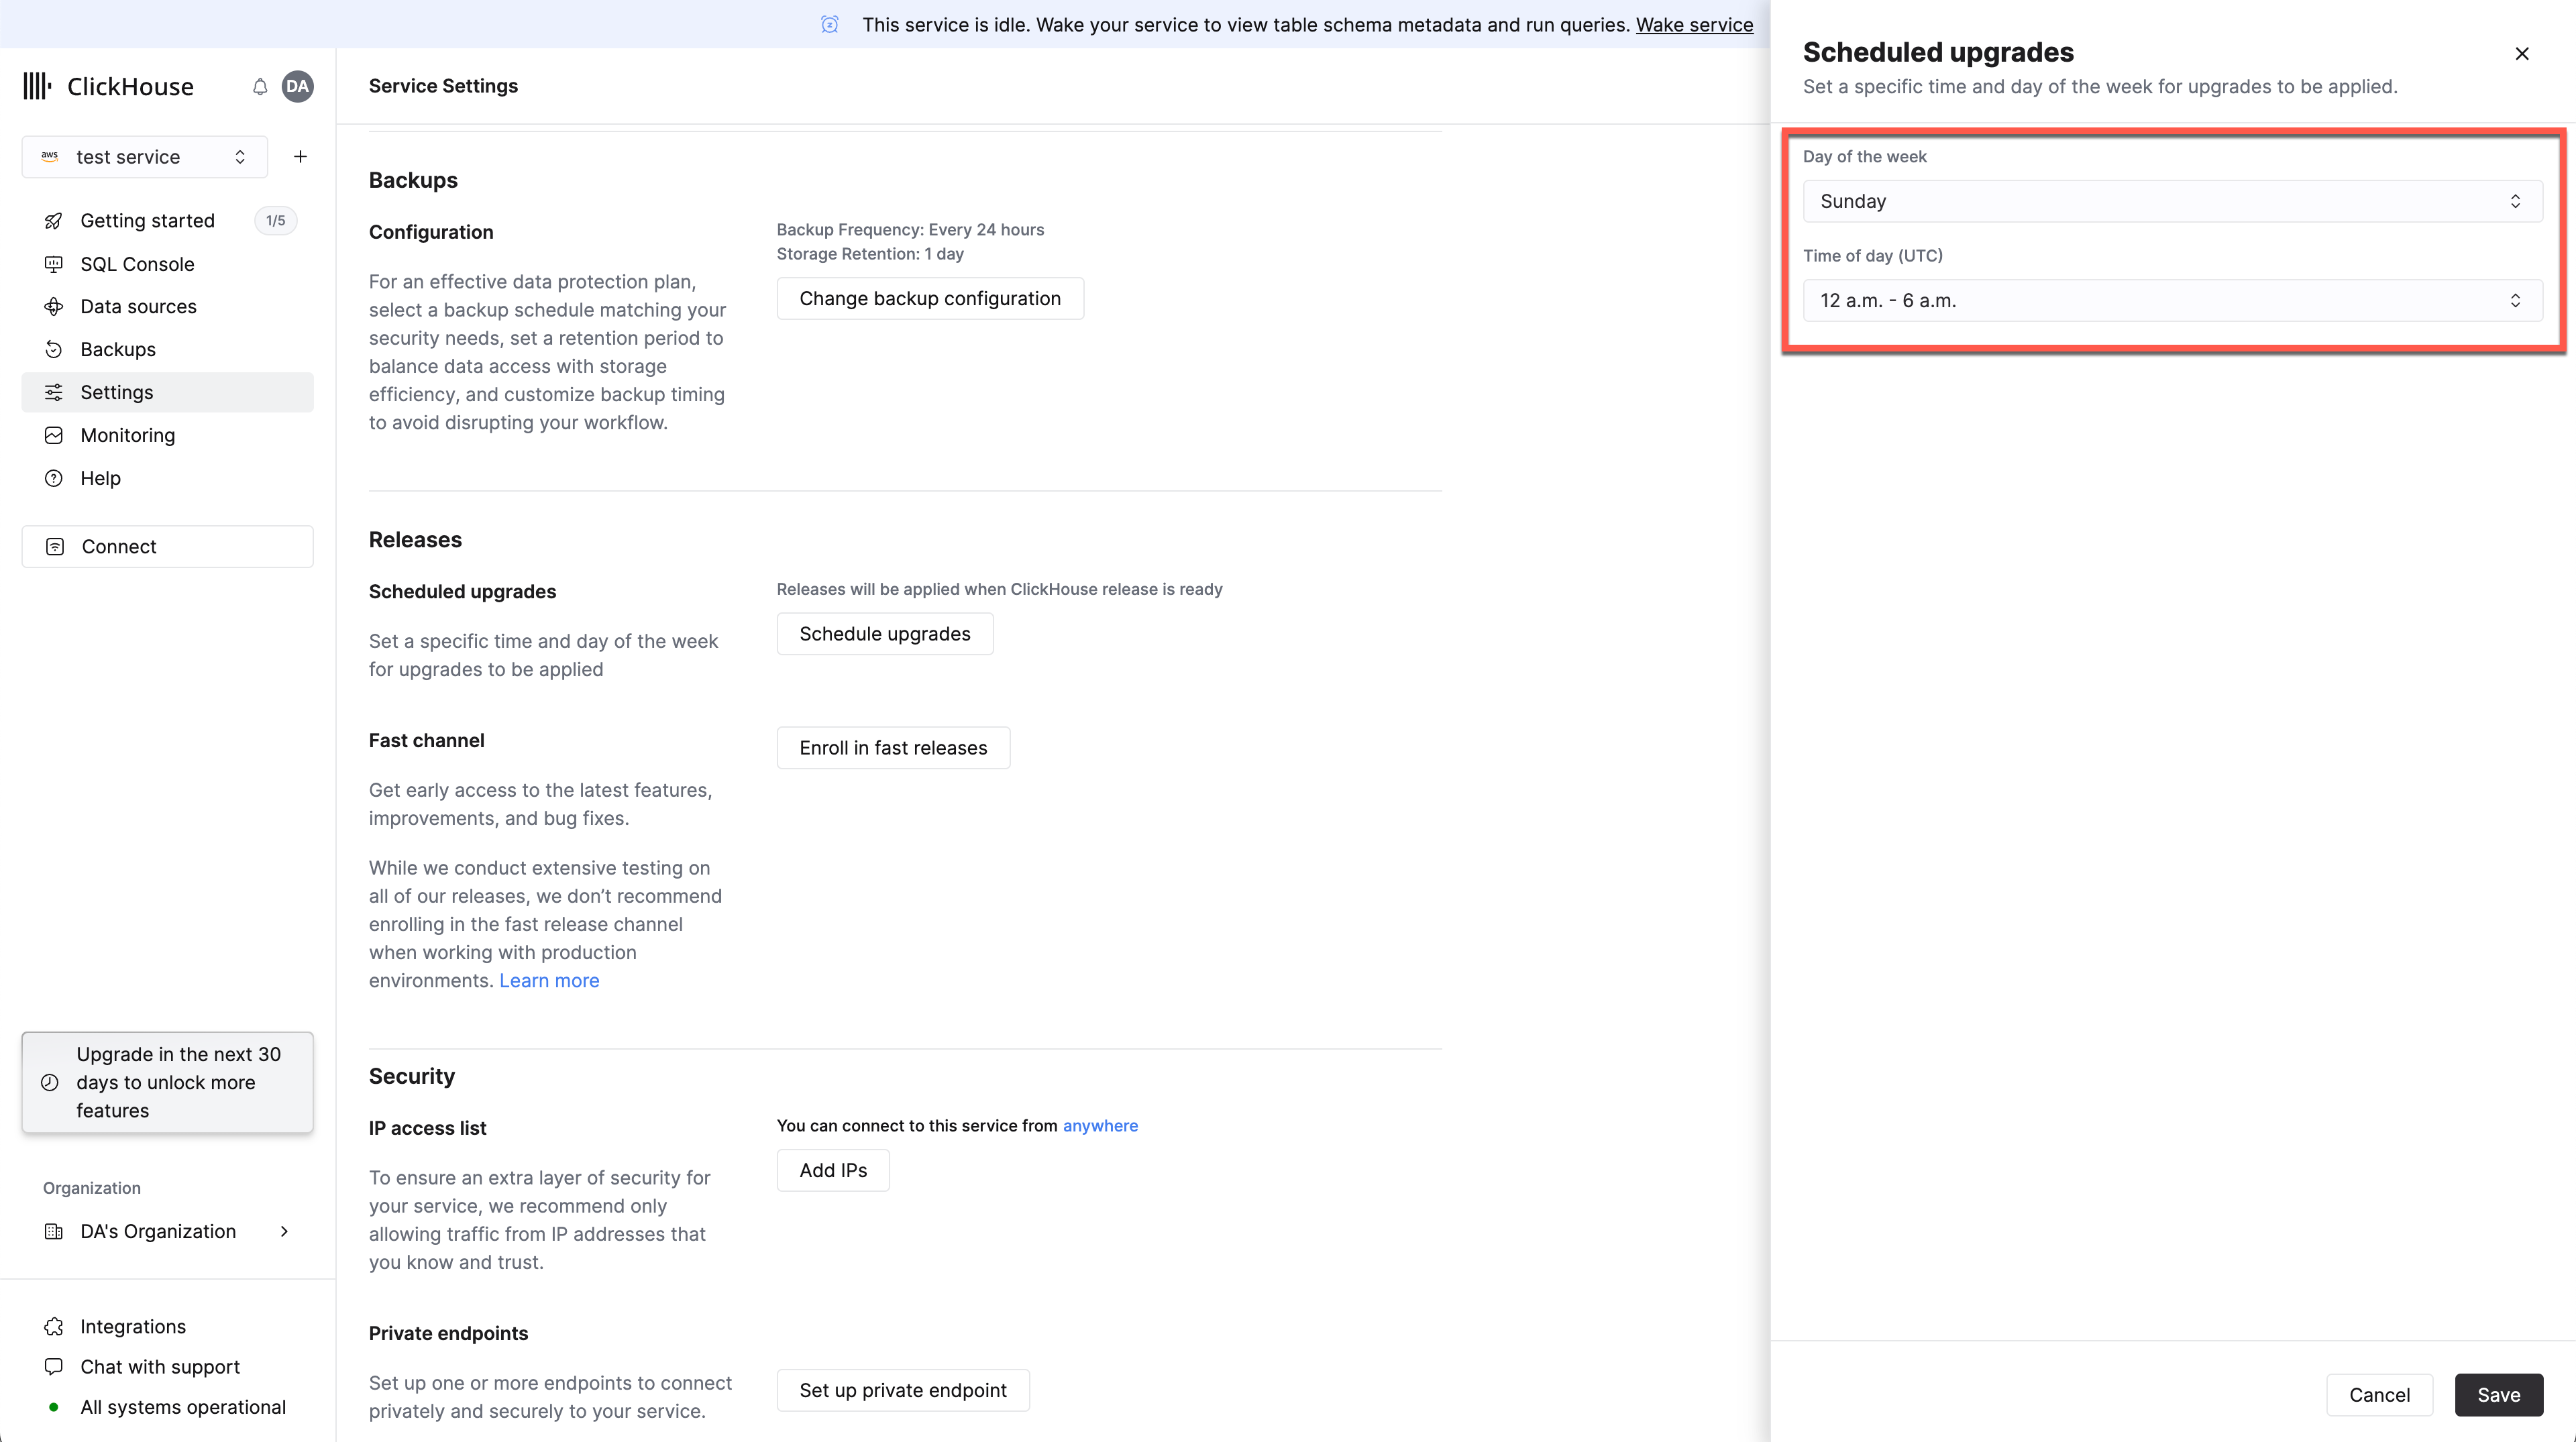 This service is idle. Wake your service to view table schema metadata and run queries. Wake service
ClickHouse
DA
aws
test service
Getting started
1/5
SQL Console
Data sources
Backups
Settings
Monitoring
Help
Connect
Upgrade in the next 30
days to unlock more
features
Organization
DA's Organization
Integrations
Chat with support
All systems operational
Service Settings
Backups
Configuration
For an effective data protection plan,
select a backup schedule matching your
security needs, set a retention period to
balance data access with storage
efficiency, and customize backup timing
to avoid disrupting your workflow.
Backup Frequency: Every 24 hours
Storage Retention: 1 day
Change backup configuration
Releases
Scheduled upgrades
Set a specific time and day of the week
for upgrades to be applied
Releases will be applied when ClickHouse release is ready
Schedule upgrades
Fast channel
Get early access to the latest features,
improvements, and bug fixes.
While we conduct extensive testing on
all of our releases, we don’t recommend
enrolling in the fast release channel
when working with production
environments. Learn more
Enroll in fast releases
Security
IP access list
To ensure an extra layer of security for
your service, we recommend only
allowing traffic from IP addresses that
you know and trust.
You can connect to this service from anywhere
Add IPs
Private endpoints
Set up one or more endpoints to connect
privately and securely to your service.
Set up private endpoint
Scheduled upgrades
Set a specific time and day of the week for upgrades to be applied.
Day of the week
Sunday
Time of day (UTC)
12 a.m. - 6 a.m.
Cancel
Save